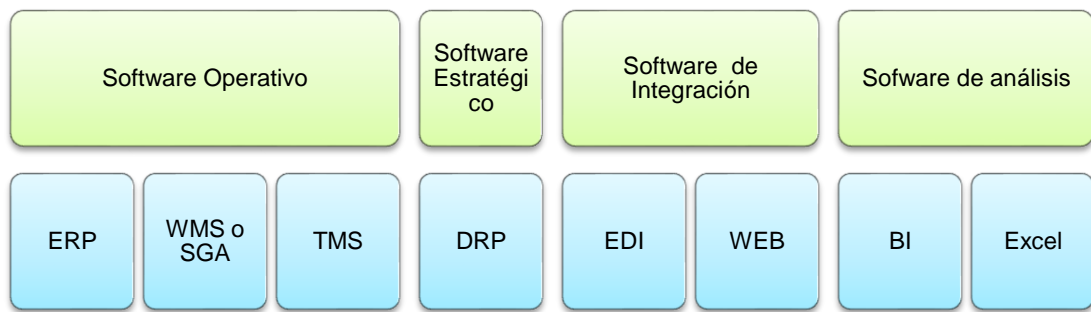 Software Operativo
Software
Estratégi
co
Software de
Integración
Sofware de análisis
ERP
WMS o
SGA
TMS
DRP
EDI
WEB
BI
Excel